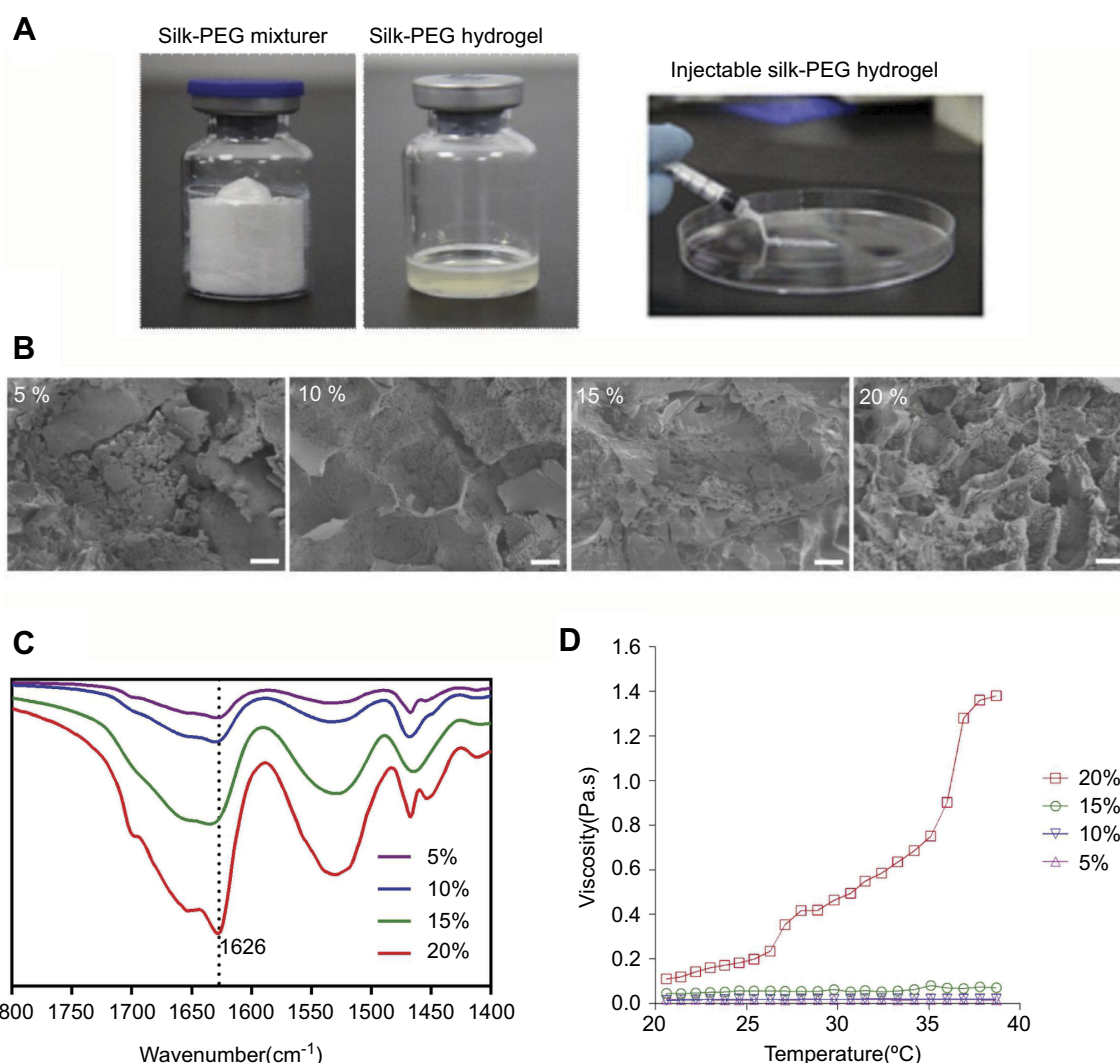 A
Silk-PEG mixturer
Silk-PEG hydrogel
Injectable silk-PEG hydrogel
B
5 %
10 %
15 %
20 %
C
1626
5%
10%
15%
20%
800 1750 1700 1650 1600 1550 1500 1450 1400
Wavenumber(cm-1)
D
1.6
1.4
1.2
1.0
0.8
0.6
0.4
0.2
0.0
Viscosity(Pa.s)
20 25 30 35 40
Temperature(ºC)
20%
15%
10%
5%